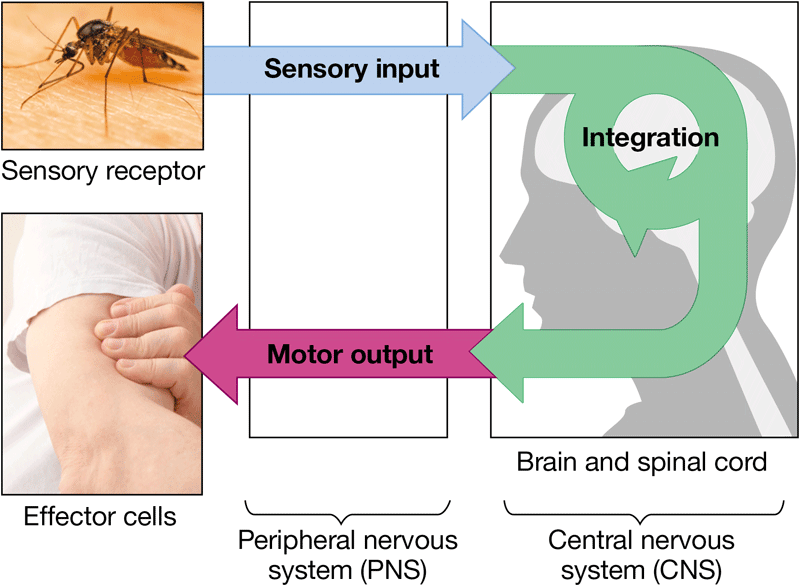 Sensory input
Integration
Sensory receptor
Motor output
Effector cells
Brain and spinal cord
Peripheral nervous
system (PNS)
Central nervous
system (CNS)